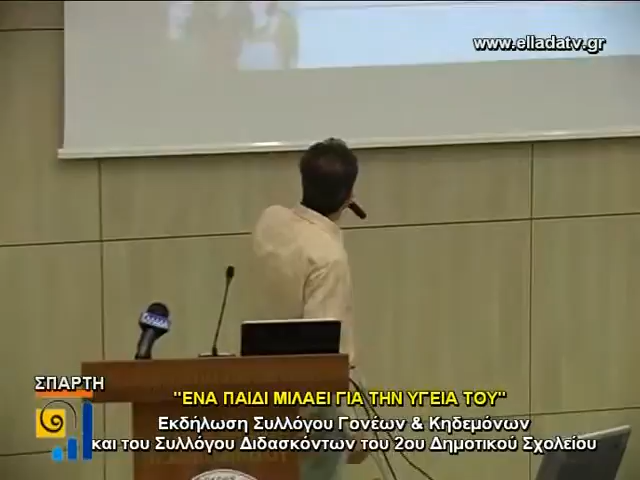 www.elladatv.gr
ΣΠΑΡΤΗ
"ΕΝΑ ΠΑΙΔΙ ΜΙΛΑΕΙ ΓΙΑ ΤΗΝ ΥΓΕΙΑ ΤΟΥ"
Εκδήλωση Συλλόγου Γονέων & Κηδεμόνων
και του Συλλόγου Διδασκόντων του 2ου Δημοτικού Σχολείου